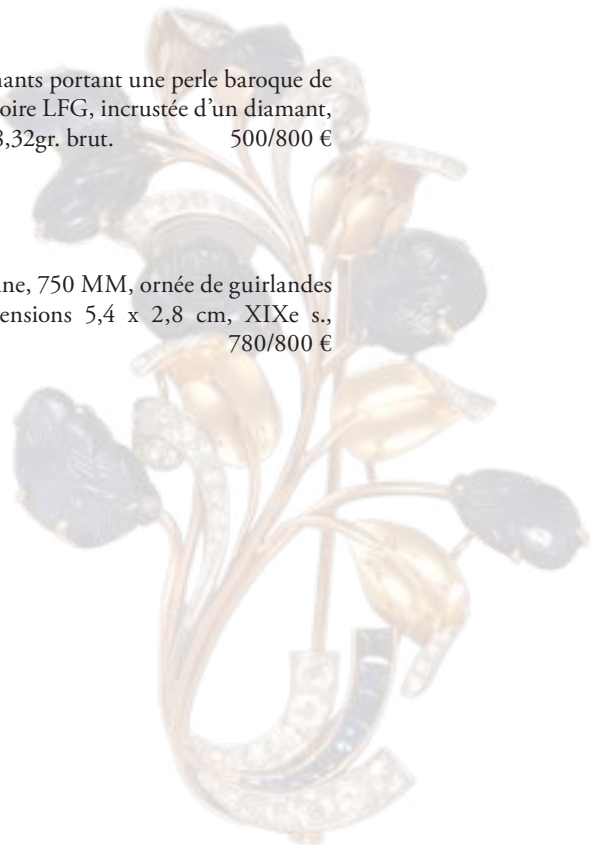 ants portant une perle baroque de
oire LFG, incrustée d'un diamant,
,32gr. brut. 500/800 €
ne, 750 MM, ornée de guirlandes
ensions 5,4 x 2,8 cm, XIXe s.,
780/800 €